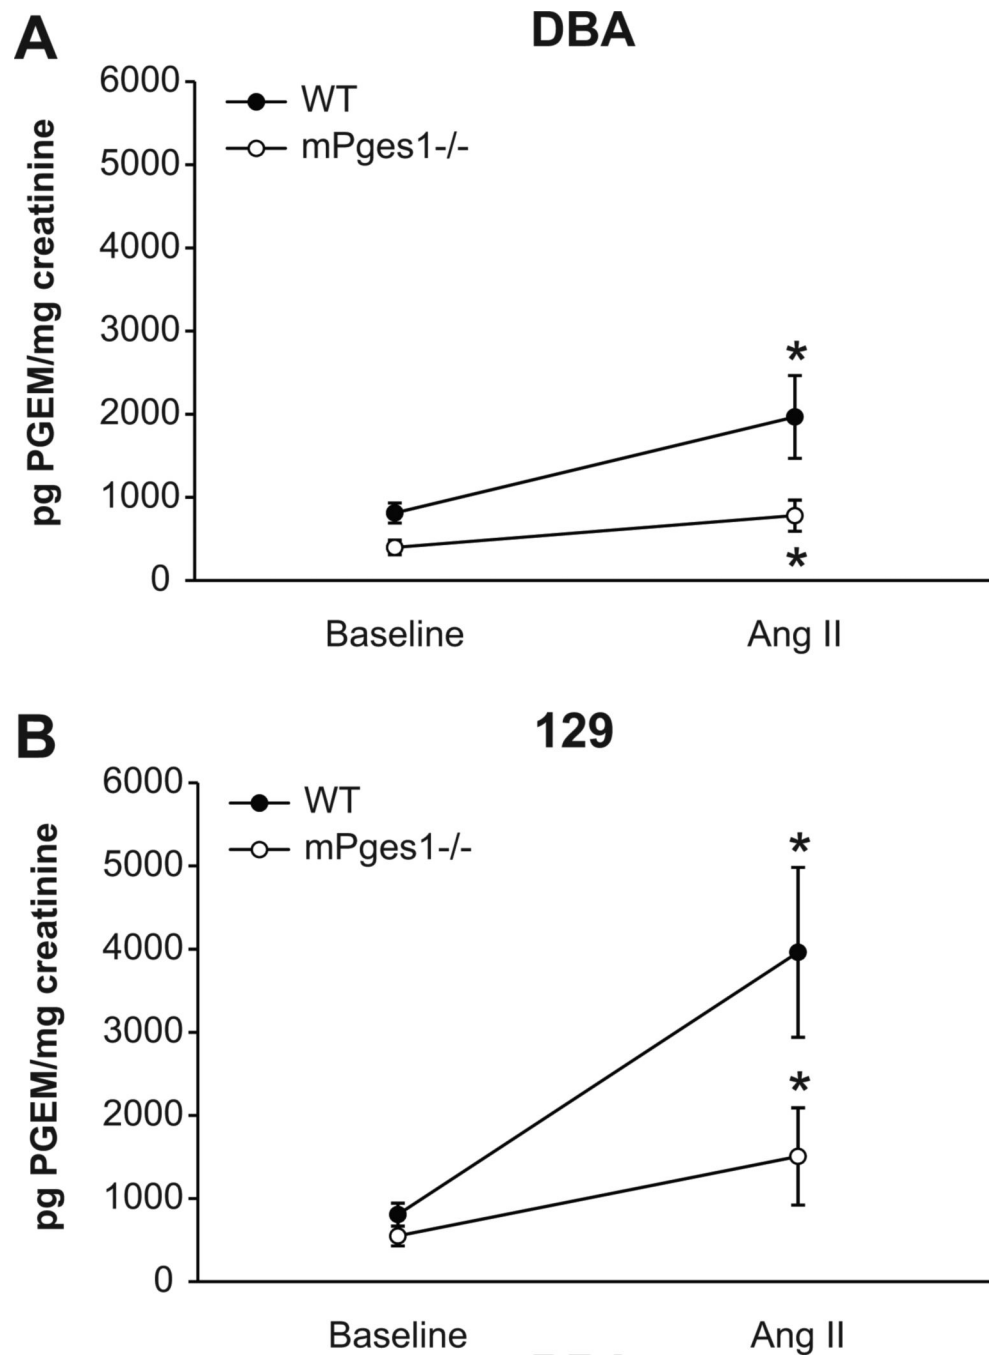 A
DBA
6000
5000
4000
3000
2000
1000
0
pg PGEM/mg creatinine
WT
mPges1-/-
*
*
Baseline
Ang II
B
129
6000
5000
4000
3000
2000
1000
0
pg PGEM/mg creatinine
WT
mPges1-/-
*
*
Baseline
Ang II